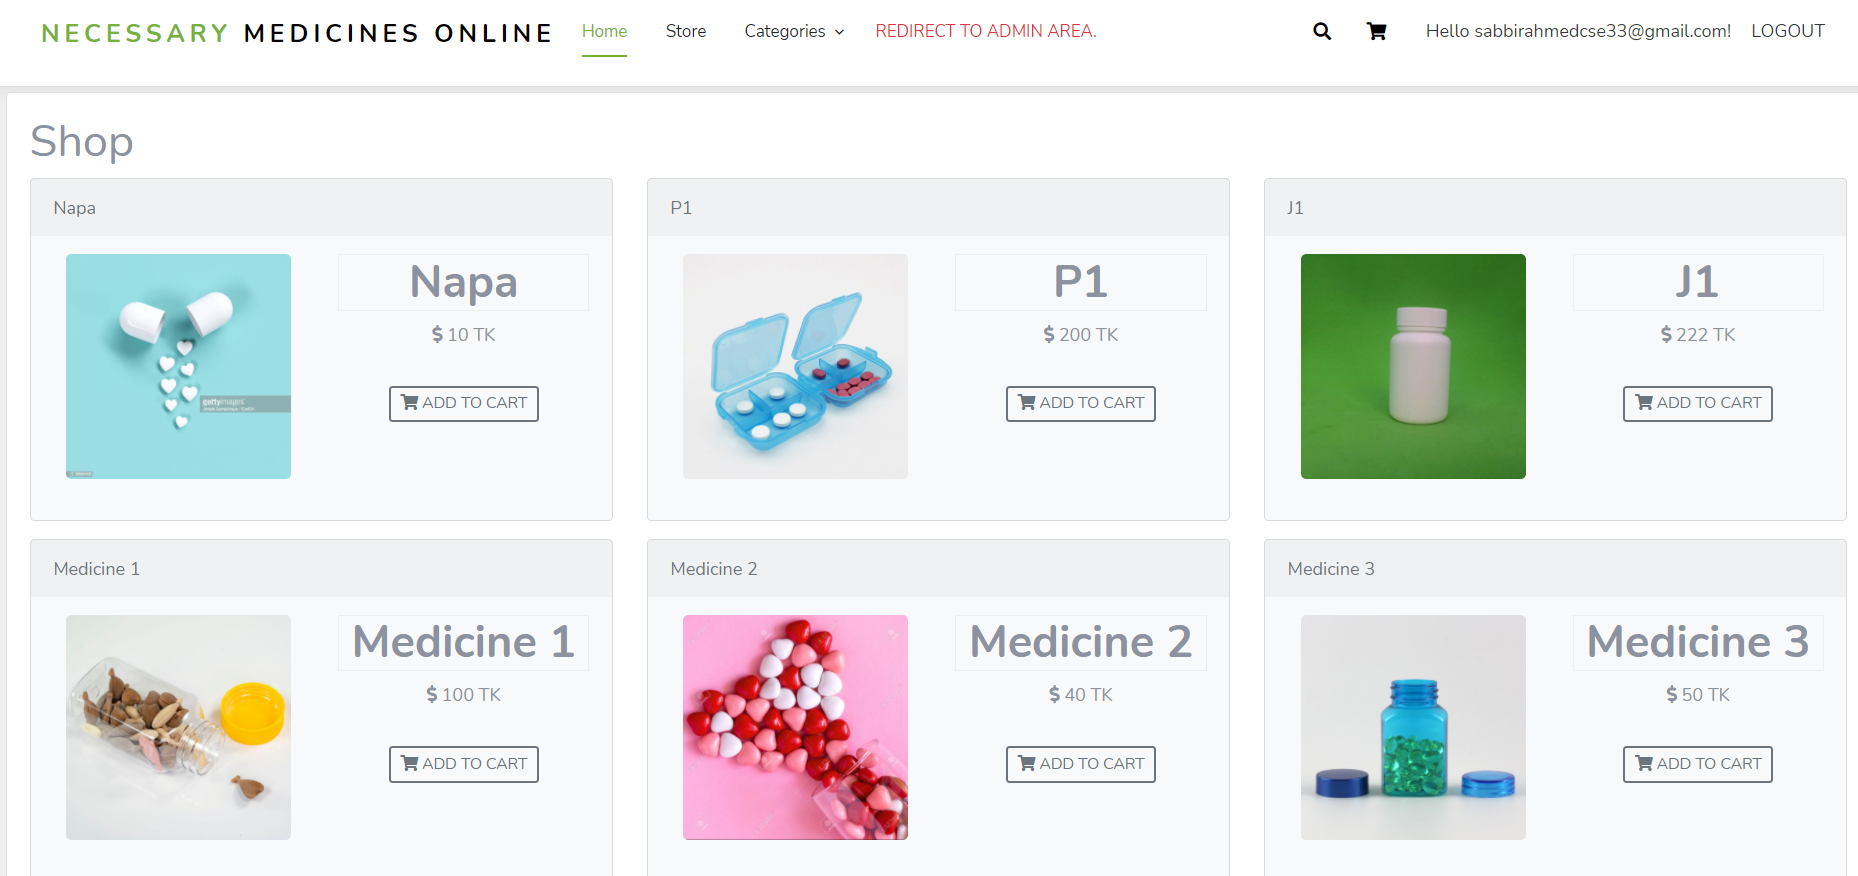 NECESSARY MEDICINES ONLINE Home Store Categories REDIRECT TO ADMIN AREA. Hello sabbirahmedcse33@gmail.com! LOGOUT
Shop
Napa
P1
J1
gettyimages
Napa
$ 10 TK
ADD TO CART
P1
$ 200 TK
ADD TO CART
J1
$ 222 TK
ADD TO CART
Medicine 1
Medicine 2
Medicine 3
Medicine 1
$ 100 TK
ADD TO CART
Medicine 2
$ 40 TK
ADD TO CART
Medicine 3
$ 50 TK
ADD TO CART